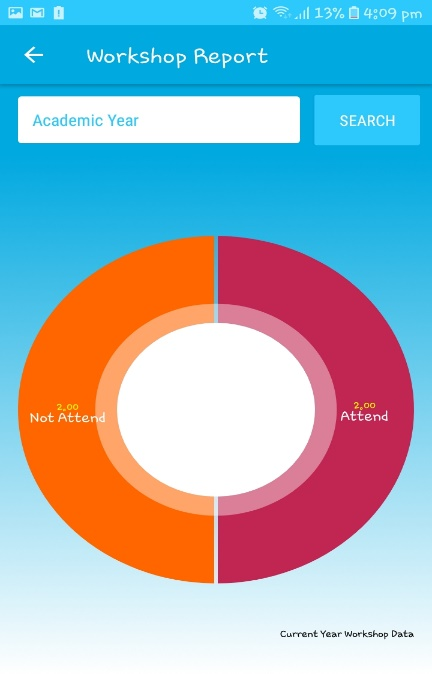 13% 4:09 pm
Workshop Report
Academic Year
SEARCH
2,00
Not Attend
2,00
Attend
Current Year Workshop Data